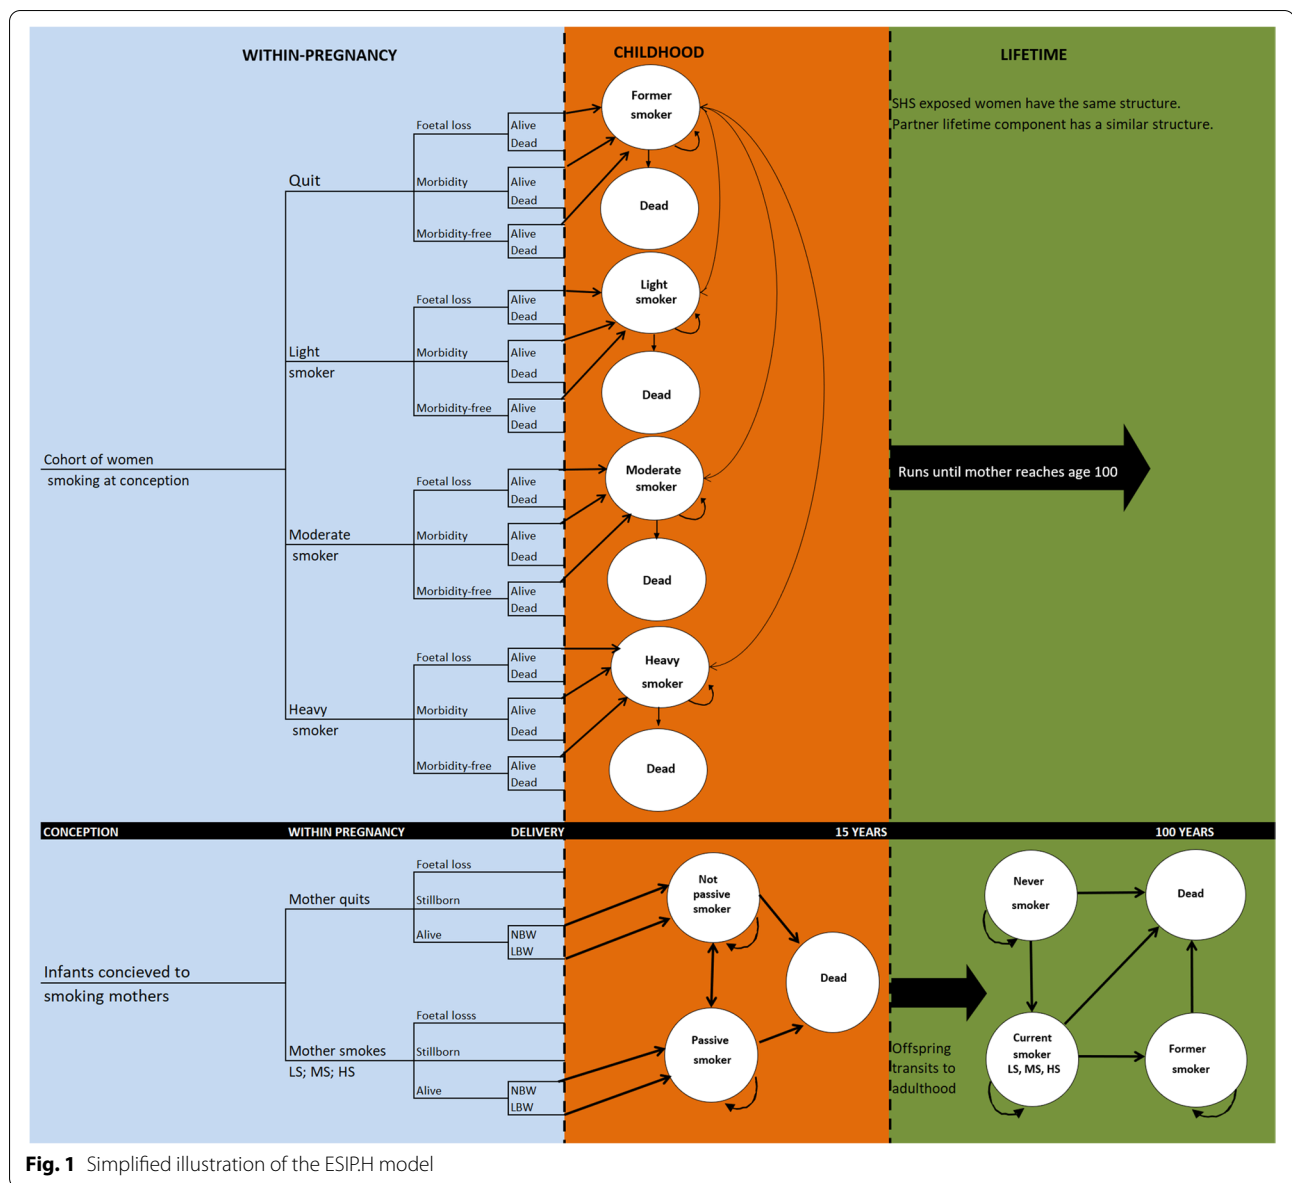 WITHIN-PREGNANCY
CHILDHOOD
LIFETIME
SHS exposed women have the same structure.
Partner lifetime component has a similar structure.
Cohort of women
smoking at conception
Quit
Foetal loss
Alive
Dead
Morbidity
Alive
Dead
Morbidity-free
Alive
Dead
Former
smoker
Dead
Light
smoker
Foetal loss
Alive
Dead
Morbidity
Alive
Dead
Morbidity-free
Alive
Dead
Light
smoker
Dead
Moderate
smoker
Foetal loss
Alive
Dead
Morbidity
Alive
Dead
Morbidity-free
Alive
Dead
Moderate
smoker
Dead
Heavy
smoker
Foetal loss
Alive
Dead
Morbidity
Alive
Dead
Morbidity-free
Alive
Dead
Heavy
smoker
Dead
Runs until mother reaches age 100
CONCEPTION
WITHIN PREGNANCY
DELIVERY
15 YEARS
100 YEARS
Infants concieved to
smoking mothers
Mother quits
Foetal loss
Stillborn
Alive
NBW
LBW
Mother smokes
LS; MS; HS
Foetal losss
Stillborn
Alive
NBW
LBW
Not
passive
smoker
Passive
smoker
Dead
Offspring
transits to
adulthood
Never
smoker
Dead
Current
smoker
LS, MS, HS
Former
smoker
Fig. 1 Simplified illustration of the ESIP.H model